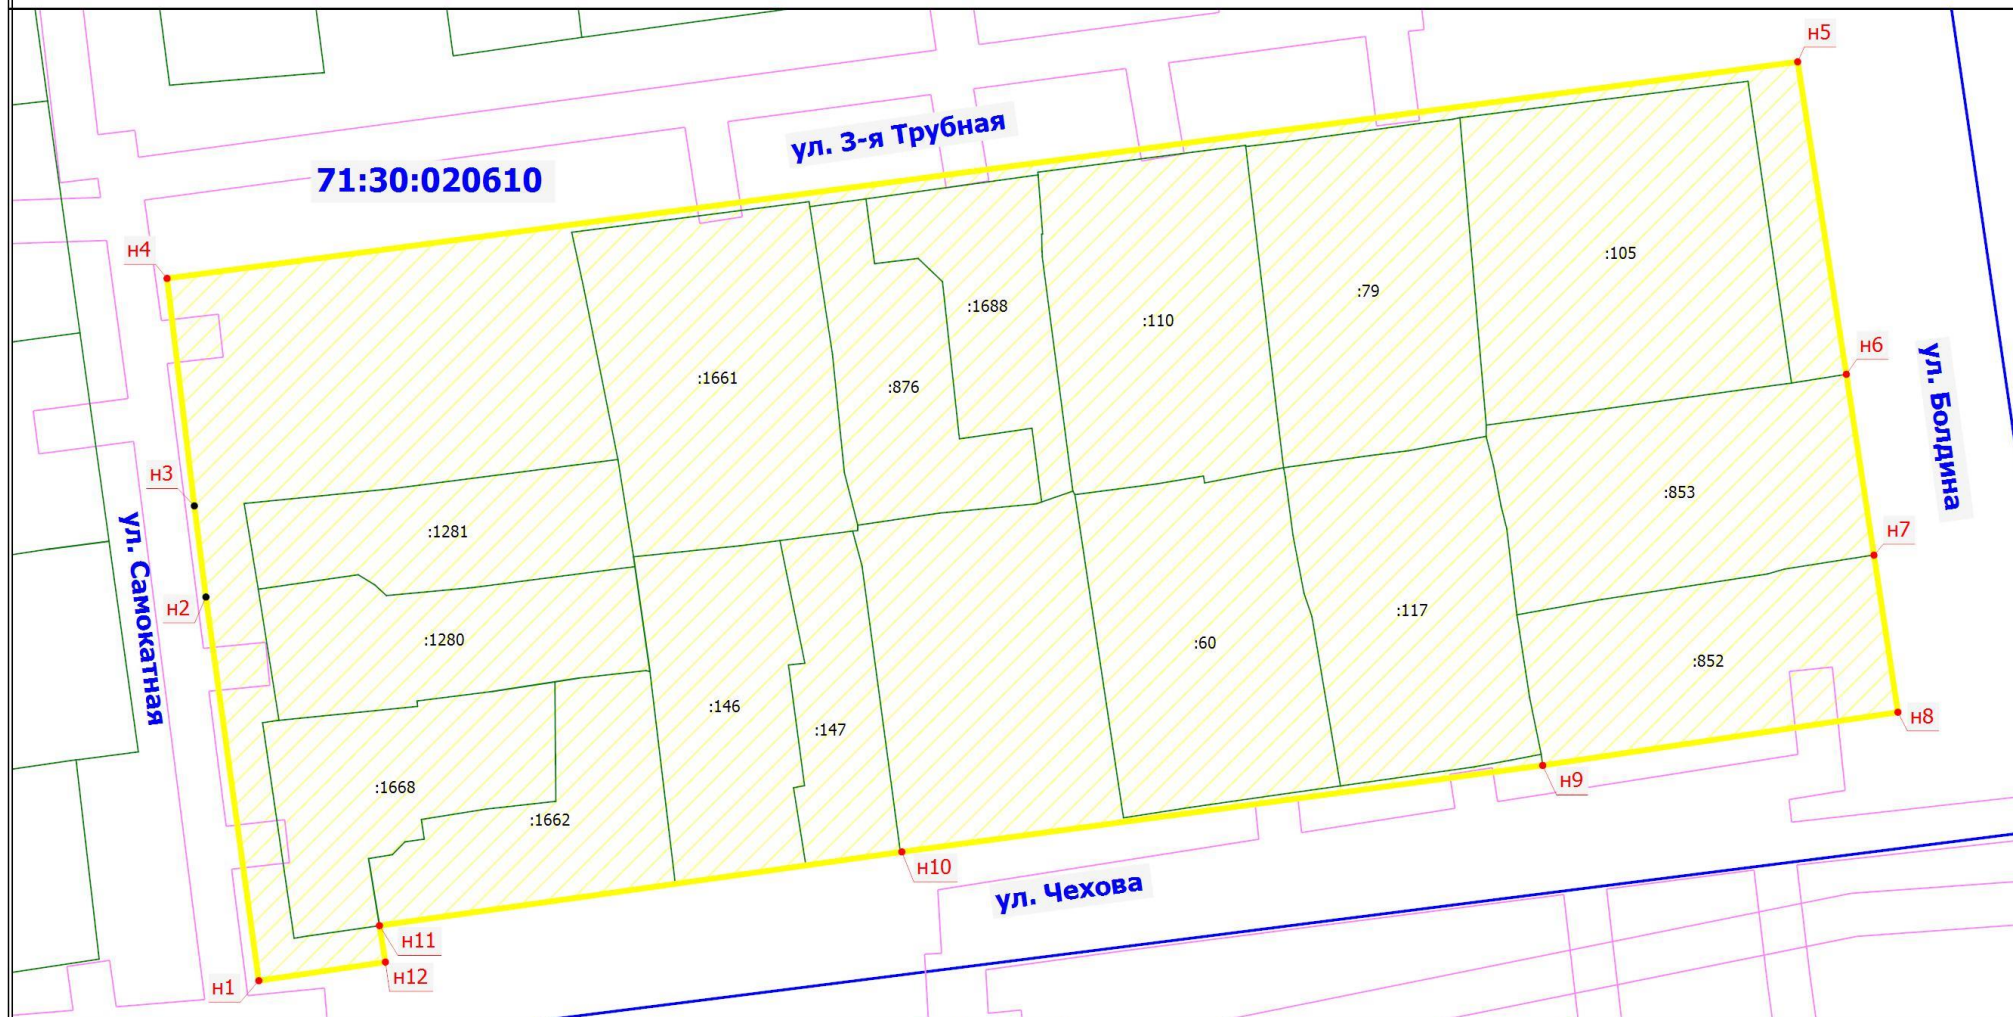 н5
ул. 3-я Трубная
71:30:020610
н4
:105
:79
:1688
:110
н6
:1661
:876
ул. Болдина
н3
:853
:1281
н7
ул. Самокатная
н2
:117
:1280
:60
:852
:146
н8
:147
н9
:1668
:1662
н10
ул. Чехова
н11
н12
н1